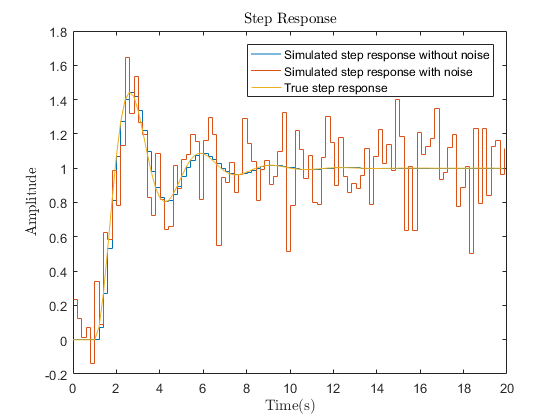 Step Response
1.8
1.6
1.4
1.2
1
0.8
0.6
0.4
0.2
0
-0.2
Amplitude
Simulated step response without noise
Simulated step response with noise
True step response
0 2 4 6 8 10 12 14 16 18 20
Time(s)